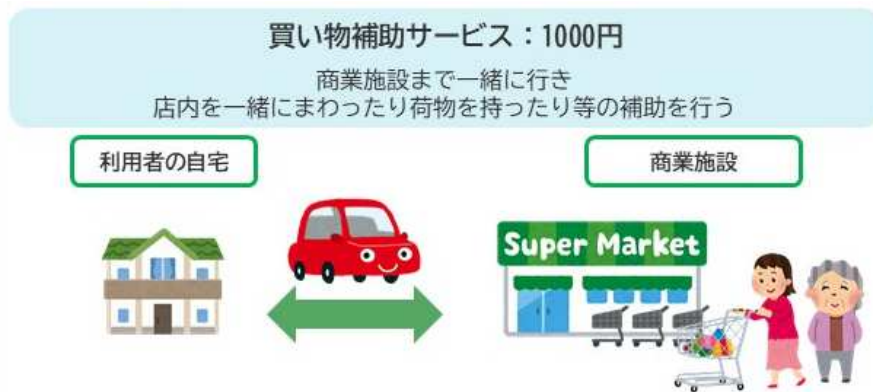 買い物補助サービス：1000円
商業施設まで一緒に行き
店内を一緒にまわったり荷物を持ったり等の補助を行う
利用者の自宅
商業施設
Super Market